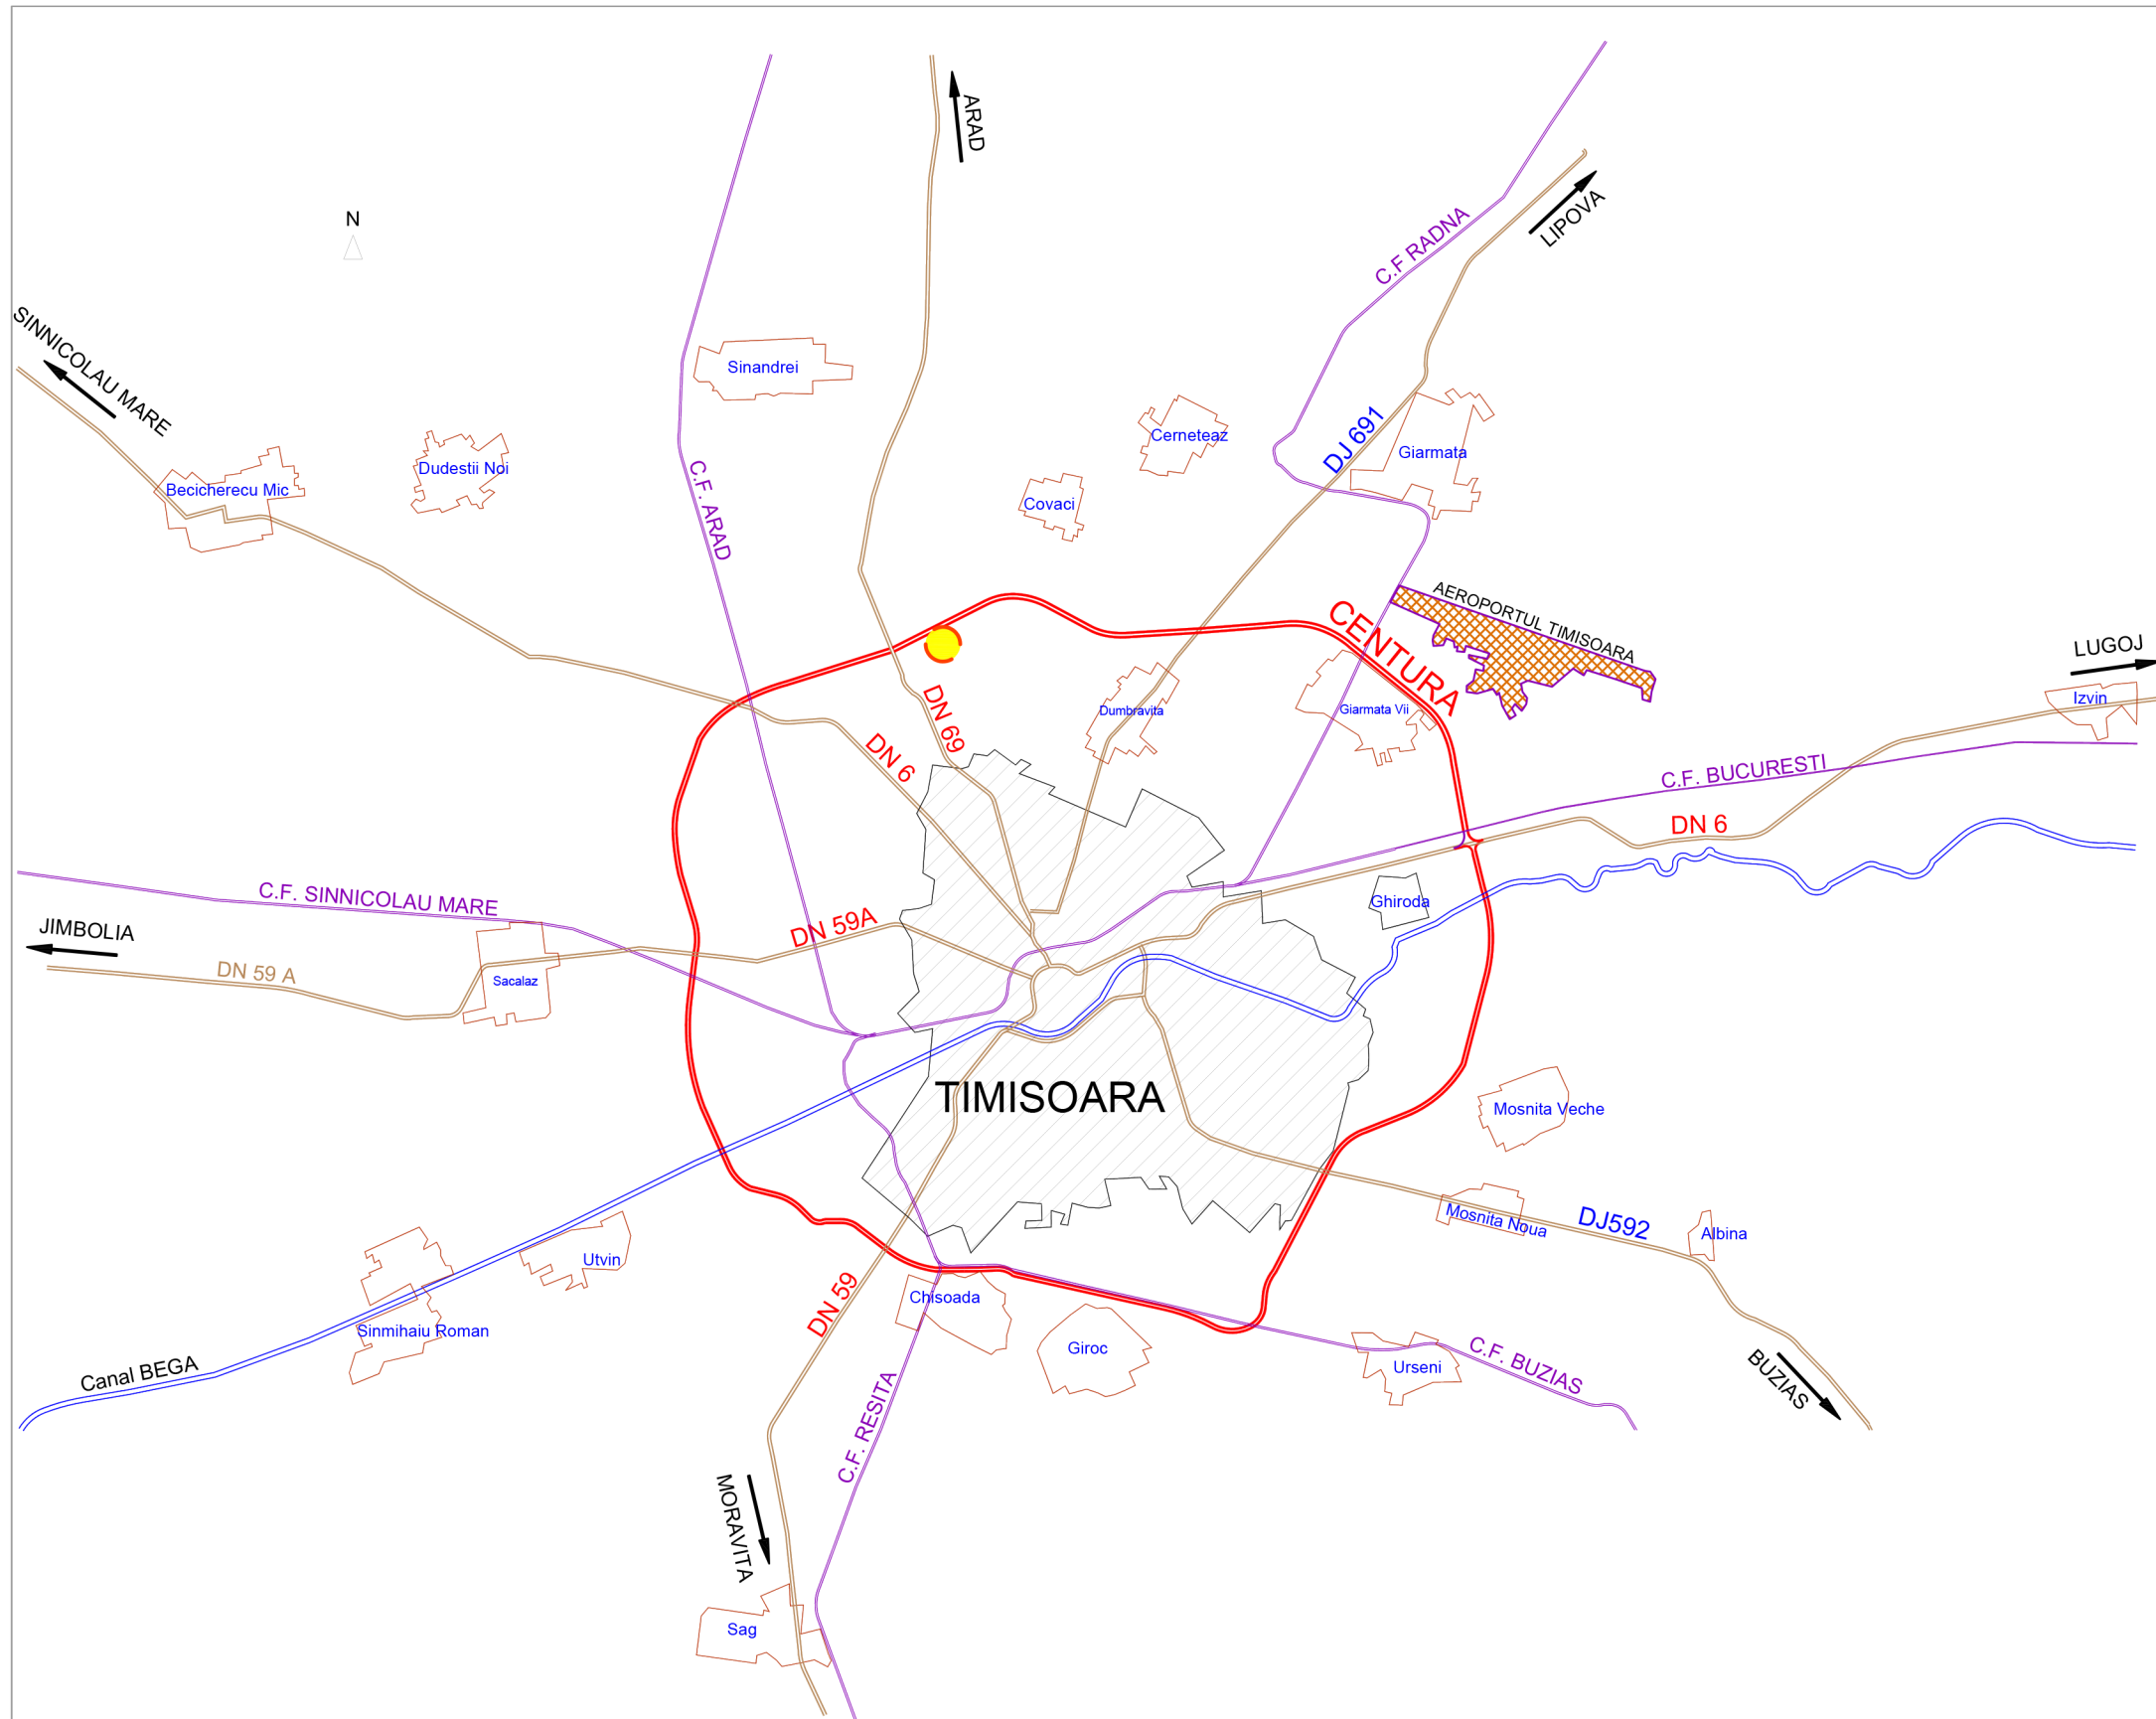 ARAD
LIPOVA
C.F RADNA
N
SINNICOLAU MARE
Sinandrei
DJ 691
Cerneteaz
Giarmata
Dudestii Noi
Becicherecu Mic
Covaci
C.F. ARAD
AEROPORTUL TIMISOARA
CENTURA
LUGOJ
Izvin
DN 69
Dumbravita
Giarmata Vii
DN 6
C.F. BUCURESTI
DN 6
C.F. SINNICOLAU MARE
Ghiroda
JIMBOLIA
DN 59A
DN 59 A
Sacalaz
TIMISOARA
Mosnita Veche
Mosnita Noua
DJ592
Albina
Utvin
DN 59
Chisoada
Sinmihaiu Roman
Giroc
Urseni
C.F. BUZIAS
BUZIAS
Canal BEGA
C.F. RESITA
MORAVITA
Sag